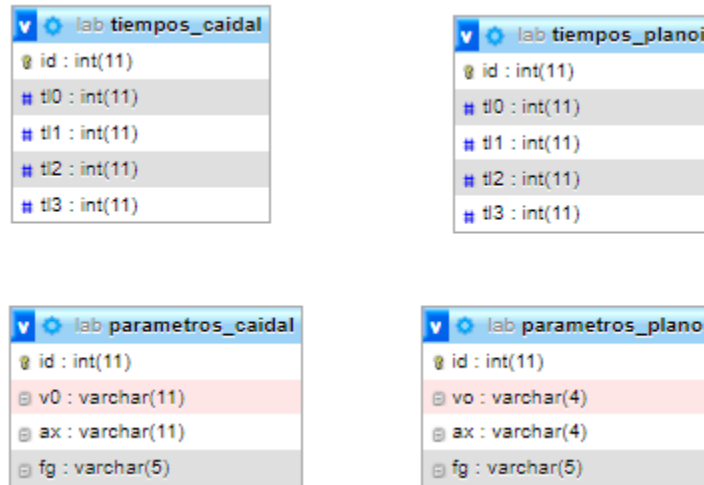 lab tiempos_caidal
id : int(11)
tl0 : int(11)
tl1 : int(11)
tl2 : int(11)
tl3 : int(11)
lab tiempos_planoi
id : int(11)
tl0 : int(11)
tl1 : int(11)
tl2 : int(11)
tl3 : int(11)
lab parametros_caidal
id : int(11)
v0 : varchar(11)
ax : varchar(11)
fg : varchar(5)
lab parametros_plano
id : int(11)
vo : varchar(4)
ax : varchar(4)
fg : varchar(5)